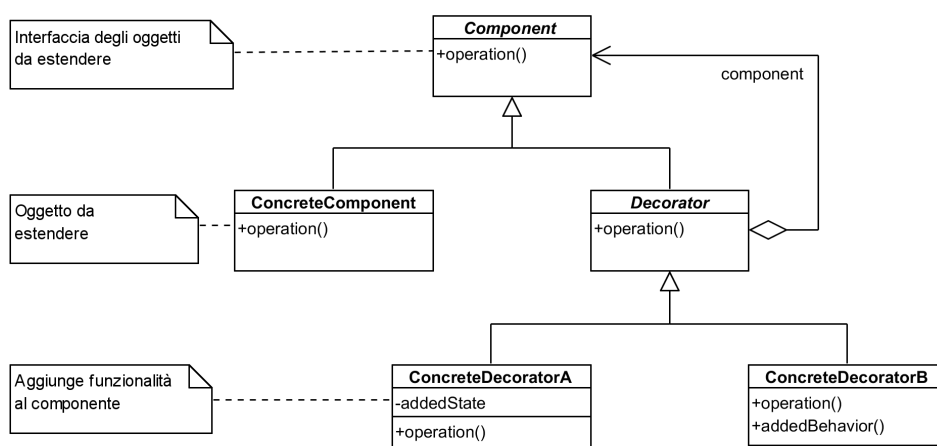 Interfaccia degli oggetti
da estendere
Component
+operation()
component
Oggetto da
estendere
ConcreteComponent
+operation()
Decorator
+operation()
Aggiunge funzionalità
al componente
ConcreteDecoratorA
-addedState
+operation()
ConcreteDecoratorB
+operation()
+addedBehavior()